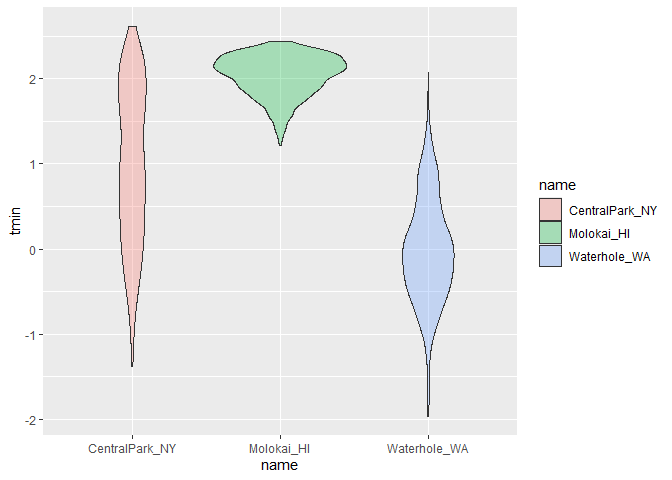 2
1
0
-1
-2
tmin
CentralPark_NY
Molokai_HI
Waterhole_WA
name
name
CentralPark_NY
Molokai_HI
Waterhole_WA